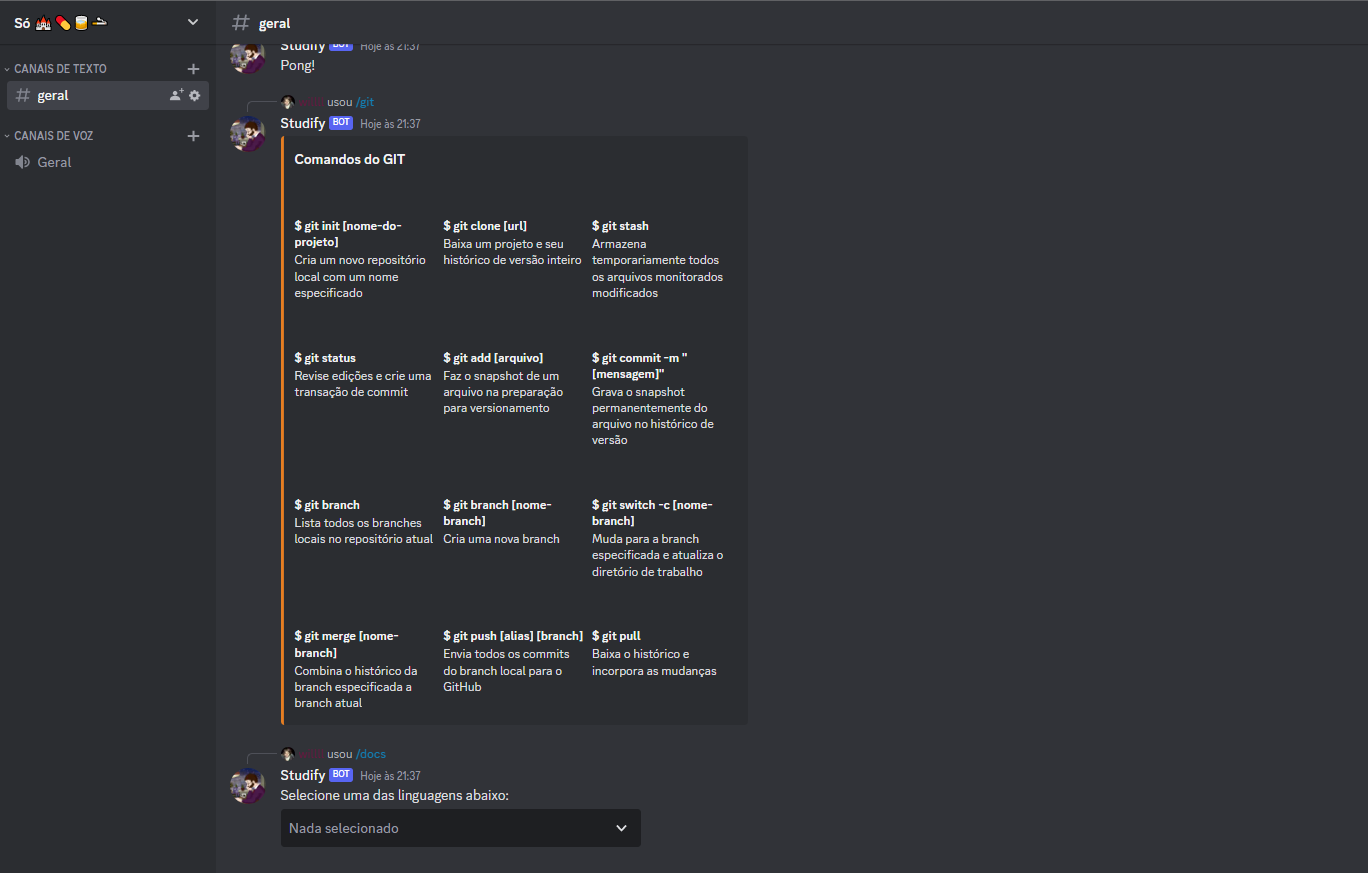 Só
geral
CANAIS DE TEXTO
geral
CANAIS DE VOZ
Geral
Studify BOT Hoje às 21:37
Pong!
usou /git
Studify BOT Hoje às 21:37
Comandos do GIT
$ git init [nome-do-
projeto]
Cria um novo repositório
local com um nome
especificado
$ git clone [url]
Baixa um projeto e seu
histórico de versão inteiro
$ git stash
Armazena
temporariamente todos
os arquivos monitorados
modificados
$ git status
Revise edições e crie uma
transação de commit
$ git add [arquivo]
Faz o snapshot de um
arquivo na preparação
para versionamento
$ git commit -m "
[mensagem]"
Grava o snapshot
permanentemente do
arquivo no histórico de
versão
$ git branch
Lista todos os branches
locais no repositório atual
$ git branch [nome-
branch]
Cria uma nova branch
$ git switch -c [nome-
branch]
Muda para a branch
especificada e atualiza o
diretório de trabalho
$ git merge [nome-
branch]
Combina o histórico da
branch especificada a
branch atual
$ git push [alias] [branch]
Envia todos os commits
do branch local para o
GitHub
$ git pull
Baixa o histórico e
incorpora as mudanças
usou /docs
Studify BOT Hoje às 21:37
Selecione uma das linguagens abaixo:
Nada selecionado